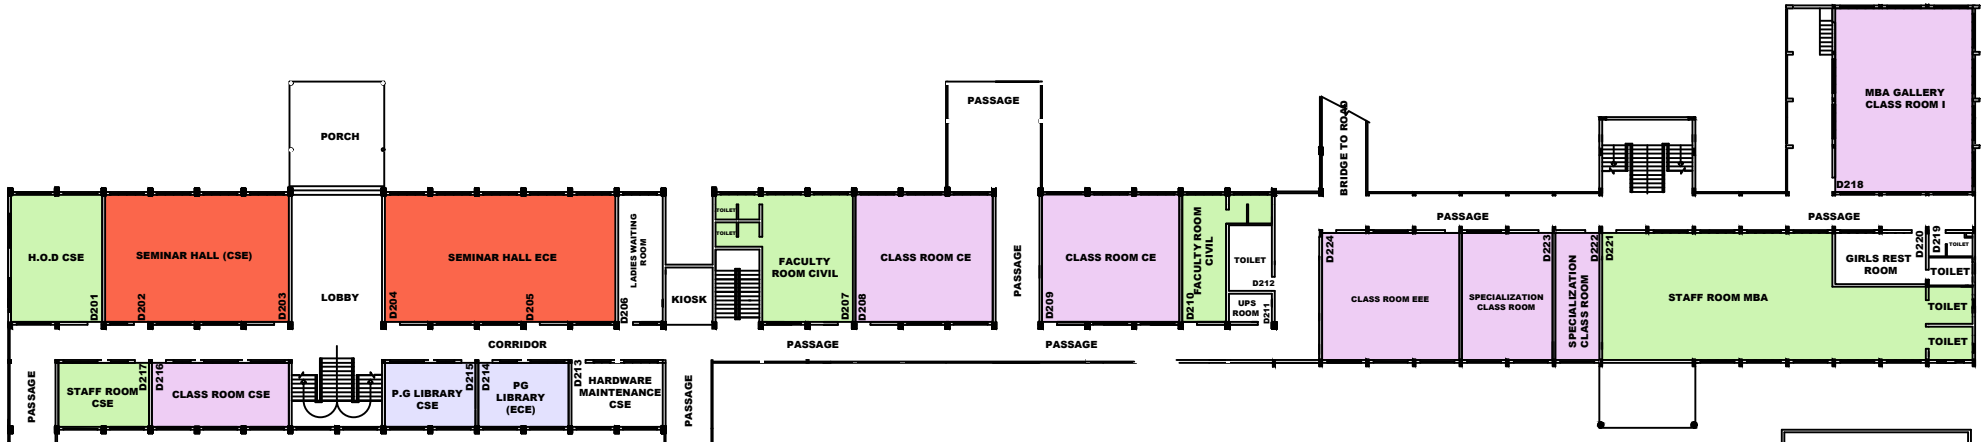 PORCH
PASSAGE
BRIDGE TO ROAD
MBA GALLERY
CLASS ROOM I
D218
H.O.D CSE
D201
SEMINAR HALL (CSE)
D202
D203
LOBBY
SEMINAR HALL ECE
D204
D205
LADIES WAITING
ROOM
D206
KIOSK
TOILET
TOILET
FACULTY
ROOM CIVIL
D207
CLASS ROOM CE
D208
PASSAGE
CLASS ROOM CE
D209
FACULTY ROOM
CIVIL
D210
TOILET
D212
UPS
ROOM
D211
PASSAGE
PASSAGE
D224
CLASS ROOM EEE
D223
SPECIALIZATION
CLASS ROOM
D222
SPECIALIZATION
CLASS ROOM
D221
STAFF ROOM MBA
D220
D219
GIRLS REST
ROOM
TOILET
TOILET
TOILET
TOILET
CORRIDOR
PASSAGE
PASSAGE
PASSAGE
STAFF ROOM
CSE
D217
D216
CLASS ROOM CSE
P.G LIBRARY
CSE
D215
D214
PG
LIBRARY
(ECE)
D213
HARDWARE
MAINTENANCE
CSE
PASSAGE